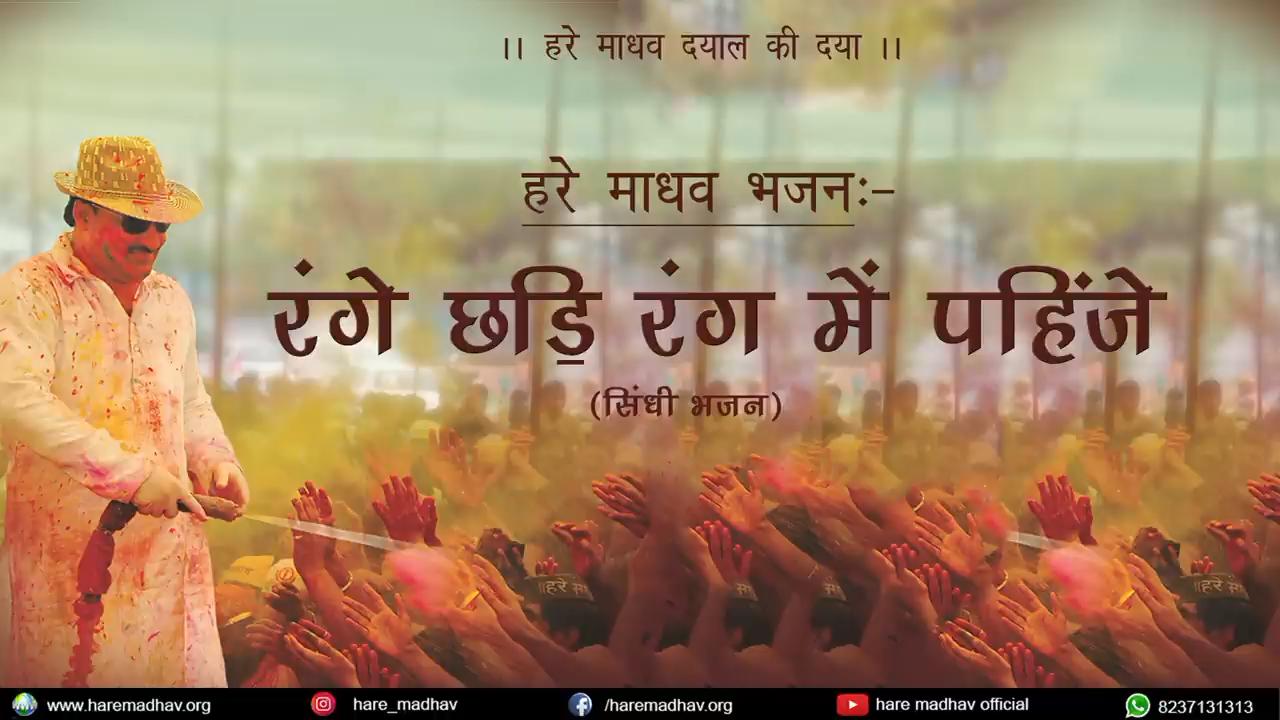 ।। हरे माधव दयाल की दया ।।
हरे माधव भजनः–
रंगे छडि॒ रंग में पहिंजे
(सिंधी भजन)
www.haremadhav.org hare_madhav /haremadhav.org hare madhav official 8237131313